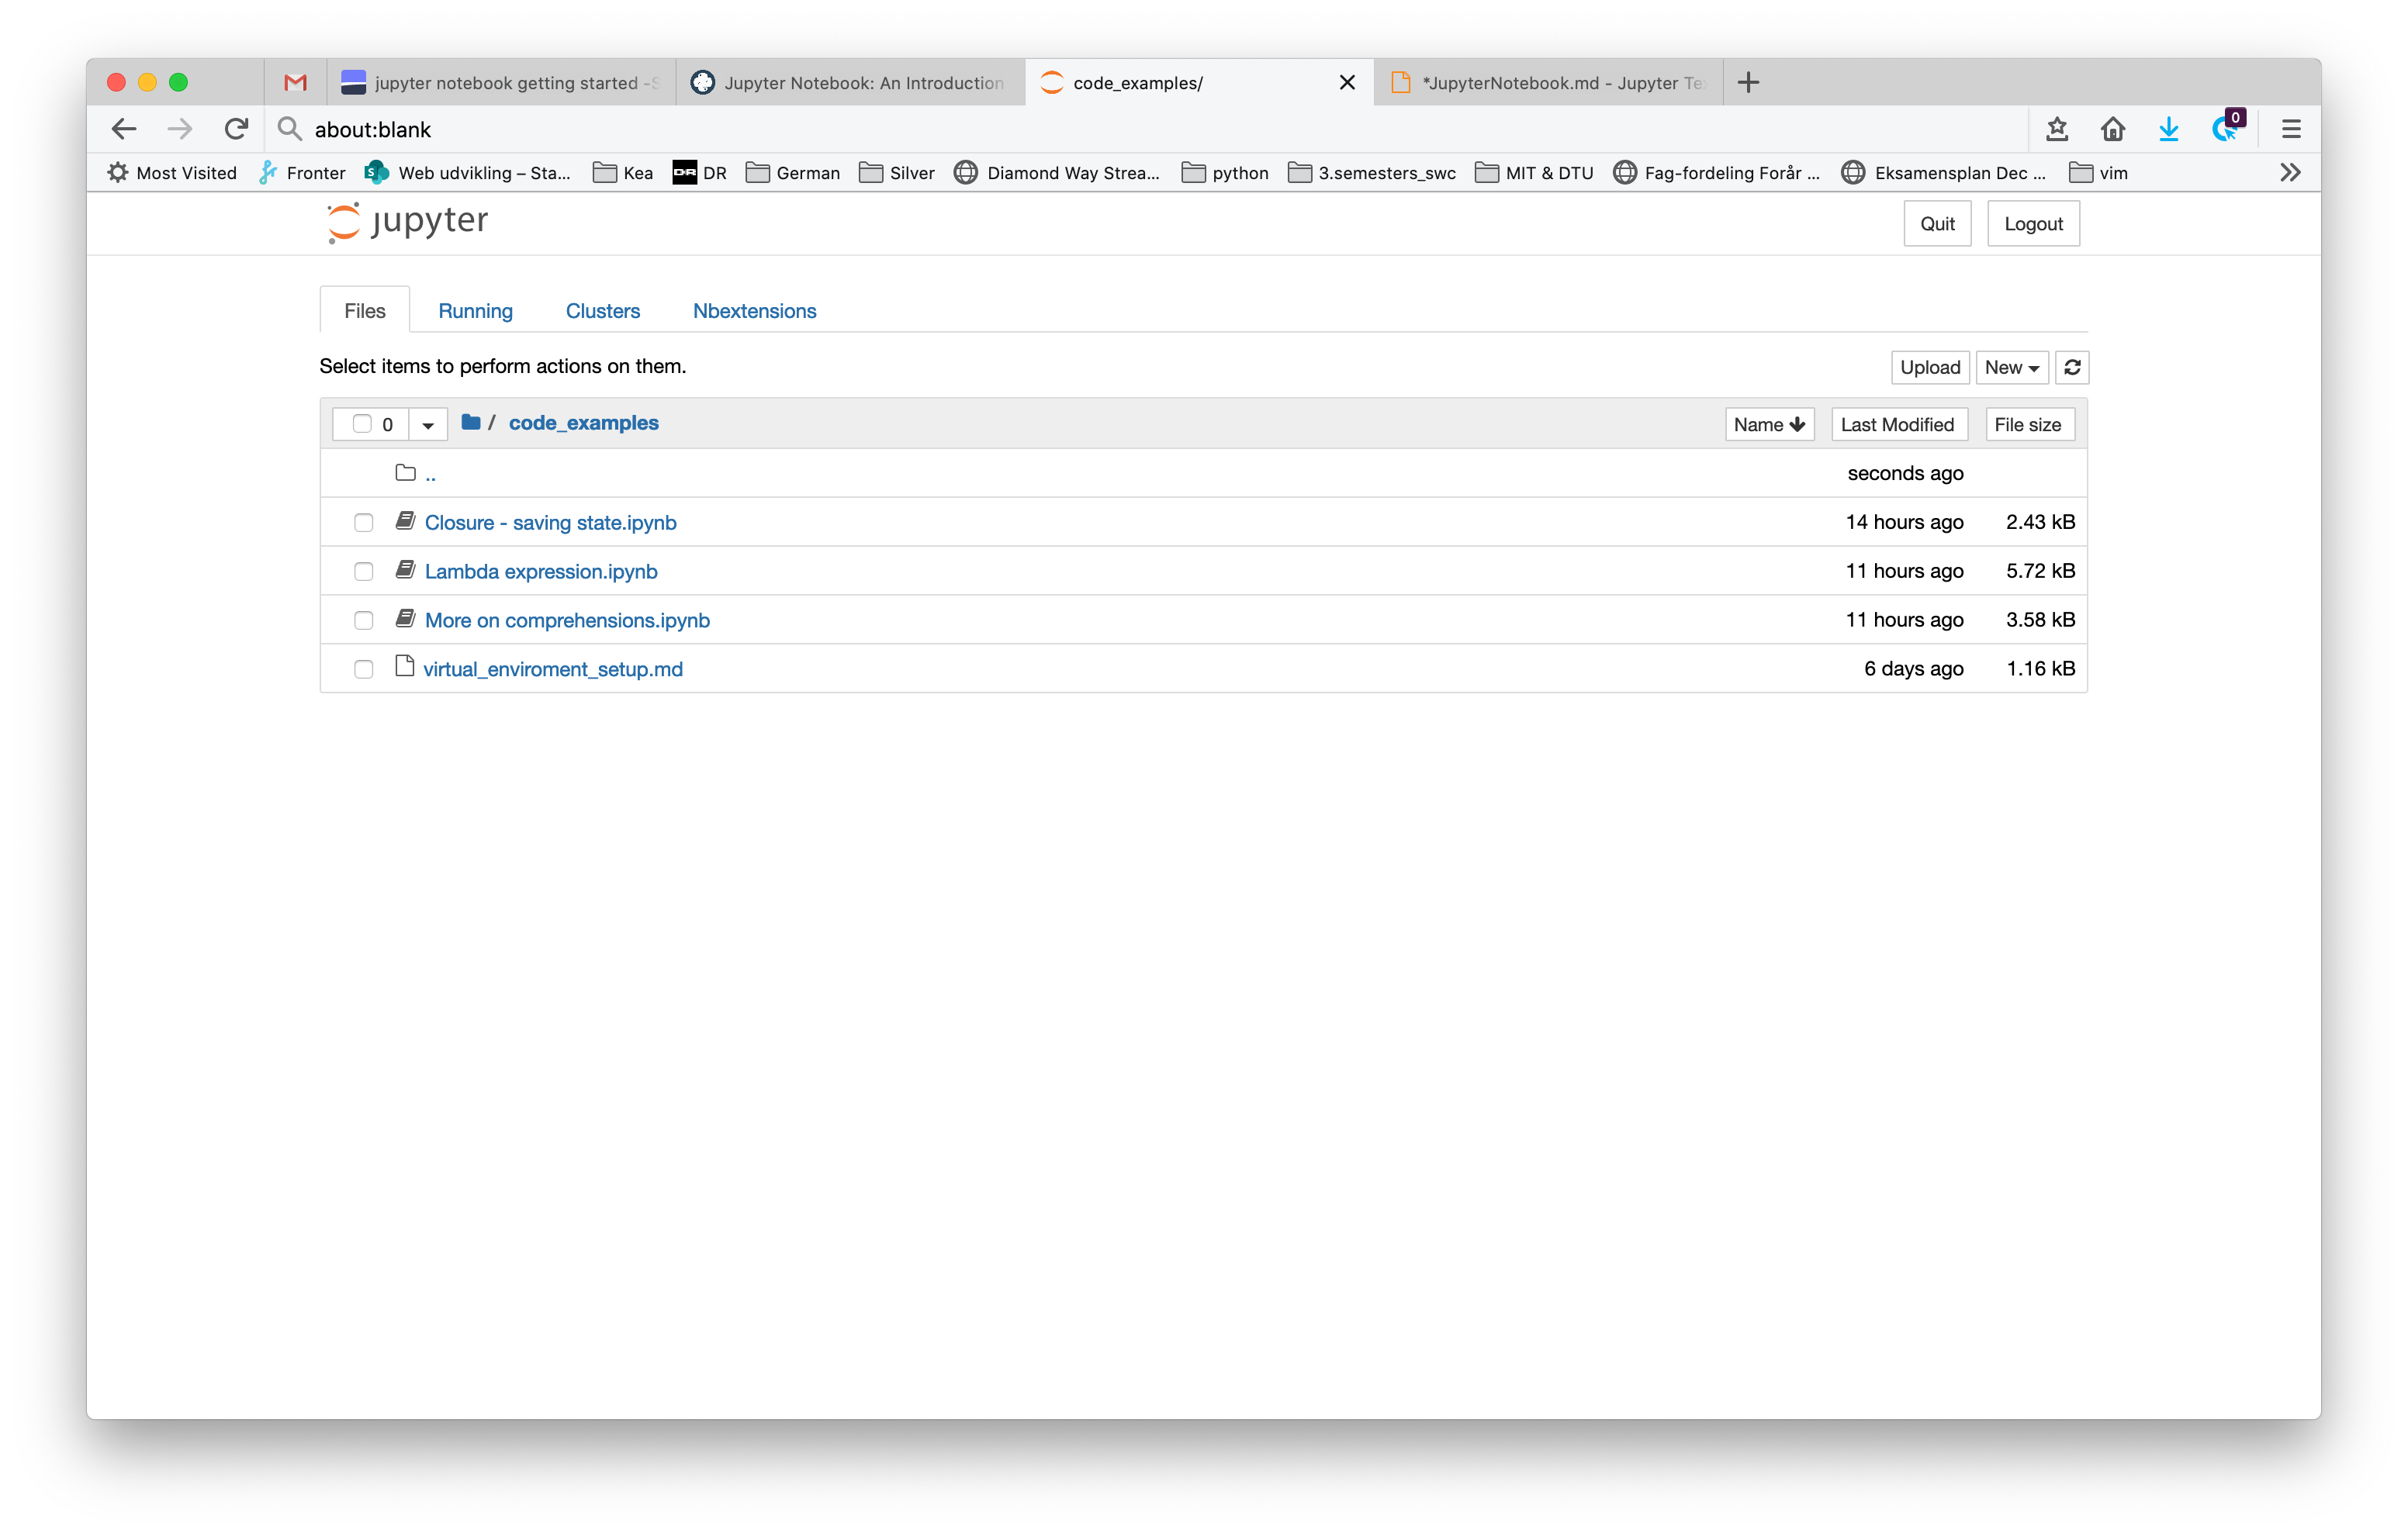 jupyter notebook getting started - Jupyter Notebook: An Introduction code_examples/ *JupyterNotebook.md - Jupyter
about:blank 0
Most Visited Fronter Web udvikling – Sta... Kea DR German Silver Diamond Way Strea... python 3.semesters_swc MIT & DTU Fag-fordeling Forår ... Eksamensplan Dec ... vim
jupyter Quit Logout
Files Running Clusters Nbextensions
Select items to perform actions on them. Upload New
0 / code_examples Name Last Modified File size
.. seconds ago
Closure - saving state.ipynb 14 hours ago 2.43 kB
Lambda expression.ipynb 11 hours ago 5.72 kB
More on comprehensions.ipynb 11 hours ago 3.58 kB
virtual_enviroment_setup.md 6 days ago 1.16 kB